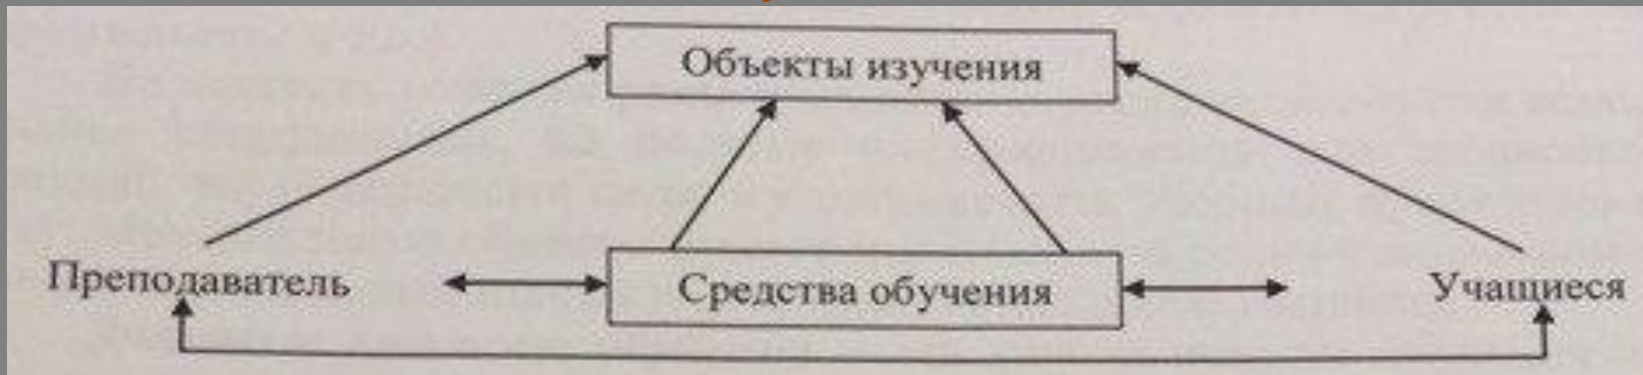 Объекты изучения
Преподаватель
Средства обучения
Учащиеся